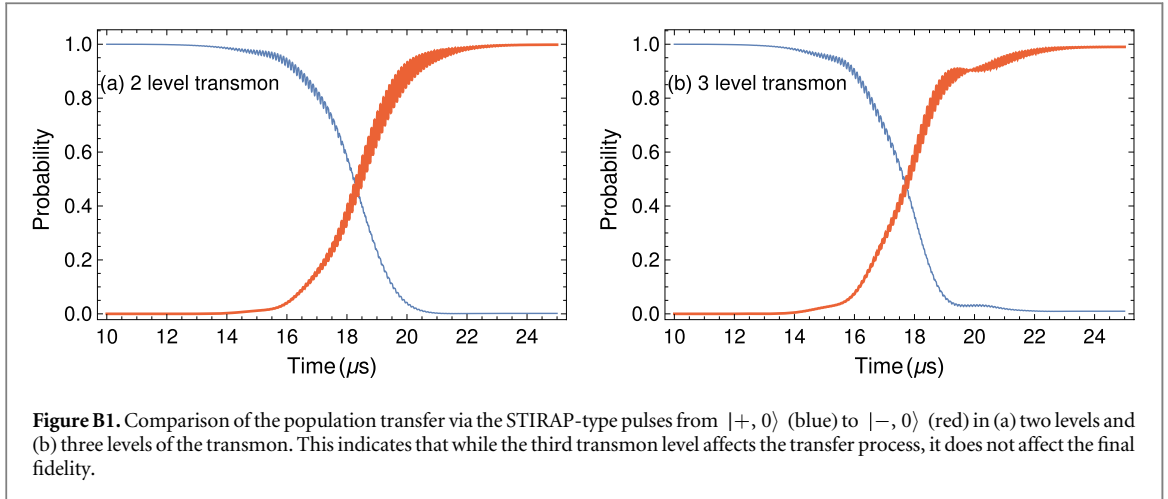 (a) 2 level transmon
Probability
1.0
0.8
0.6
0.4
0.2
0.0
10 12 14 16 18 20 22 24
Time (μs)
(b) 3 level transmon
Probability
1.0
0.8
0.6
0.4
0.2
0.0
10 12 14 16 18 20 22 24
Time (μs)
Figure B1. Comparison of the population transfer via the STIRAP-type pulses from |+, 0⟩ (blue) to |−, 0⟩ (red) in (a) two levels and
(b) three levels of the transmon. This indicates that while the third transmon level affects the transfer process, it does not affect the final
fidelity.